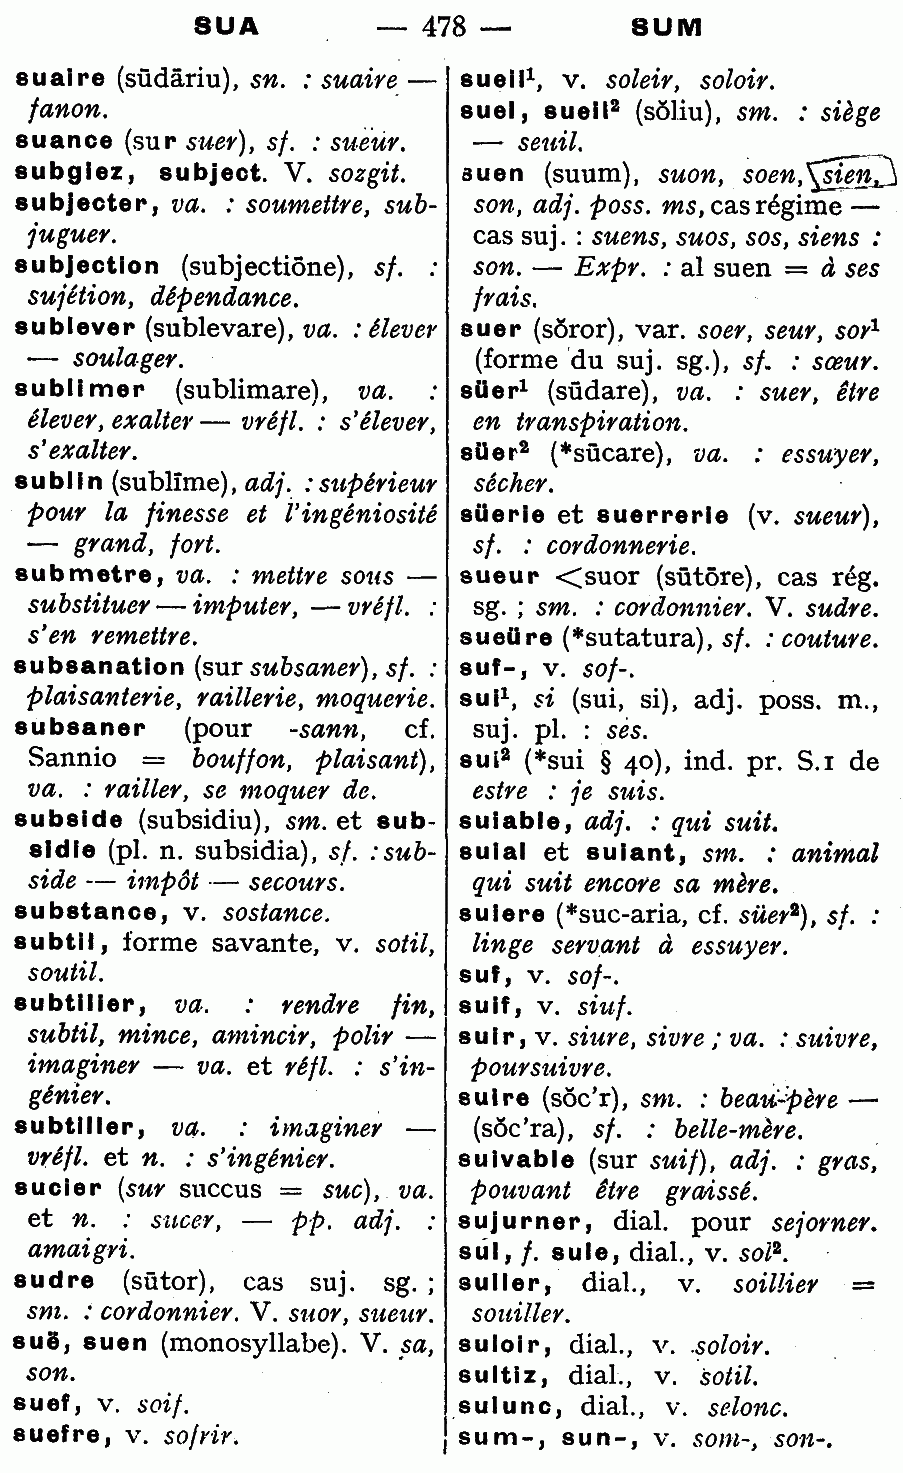 SUA — 478 — SUM
suaire (sūdāriu), sn. : suaire —
fanon.
suance (sur suer), sf. : sueur.
subgiez, subject. V. sozgit.
subjecter, va. : soumettre, sub-
juguer.
subjection (subjectiōne), sf. :
sujétion, dépendance.
sublever (sublevare), va. : élever
— soulager.
sublimer (sublimare), va. :
élever, exalter — vréfl. : s'élever,
s'exalter.
sublin (sublīme), adj. : supérieur
pour la finesse et l'ingéniosité
— grand, fort.
submetre, va. : mettre sous —
substituer — imputer, — vréfl. :
s'en remettre.
subsanation (sur subsaner), sf. :
plaisanterie, raillerie, moquerie.
subsaner (pour -sann, cf.
Sannio = bouffon, plaisant),
va. : railler, se moquer de.
subside (subsidiu), sm. et sub-
sidie (pl. n. subsidia), sf. : sub-
side — impôt — secours.
substance, v. sostance.
subtil, forme savante, v. sotil,
soutil.
subtilier, va. : rendre fin,
subtil, mince, amincir, polir —
imaginer — va. et réfl. : s'in-
génier.
subtiller, va. : imaginer —
vréfl. et n. : s'ingénier.
sucier (sur succus = suc), va.
et n. : sucer, — pp. adj. :
amaigri.
sudre (sūtor), cas suj. sg. ;
sm. : cordonnier. V. suor, sueur.
suë, suen (monosyllabe). V. sa,
son.
suef, v. soif.
suefre, v. sofrir.
sueil¹, v. soleir, soloir.
suel, sueil² (sŏliu), sm. : siège
— seuil.
suen (suum), suon, soen, sien,
son, adj. poss. ms, cas régime —
cas suj. : suens, suos, sos, siens :
son. — Expr. : al suen = à ses
frais.
suer (sŏror), var. soer, seur, sor¹
(forme du suj. sg.), sf. : sœur.
süer¹ (sūdare), va. : suer, être
en transpiration.
süer² (*sūcare), va. : essuyer,
sécher.
süerie et suerrerie (v. sueur),
sf. : cordonnerie.
sueur <suor (sūtōre), cas rég.
sg. ; sm. : cordonnier. V. sudre.
sueüre (*sutatura), sf. : couture.
suf-, v. sof-.
sui¹, si (sui, si), adj. poss. m.,
suj. pl. : ses.
sui² (*sui § 40), ind. pr. S.1 de
estre : je suis.
suiable, adj. : qui suit.
suial et suiant, sm. : animal
qui suit encore sa mère.
suiere (*suc-aria, cf. süer²), sf. :
linge servant à essuyer.
suf, v. sof-.
suif, v. siuf.
suir, v. siure, sivre ; va. : suivre,
poursuivre.
suire (sŏc'r), sm. : beau-père —
(sŏc'ra), sf. : belle-mère.
suivable (sur suif), adj. : gras,
pouvant être graissé.
sujurner, dial. pour sejorner.
sul, f. sule, dial., v. sol².
sulier, dial., v. soillier =
souiller.
suloir, dial., v. soloir.
sultiz, dial., v. sotil.
sulunc, dial., v. selonc.
sum-, sun-, v. som-, son-.